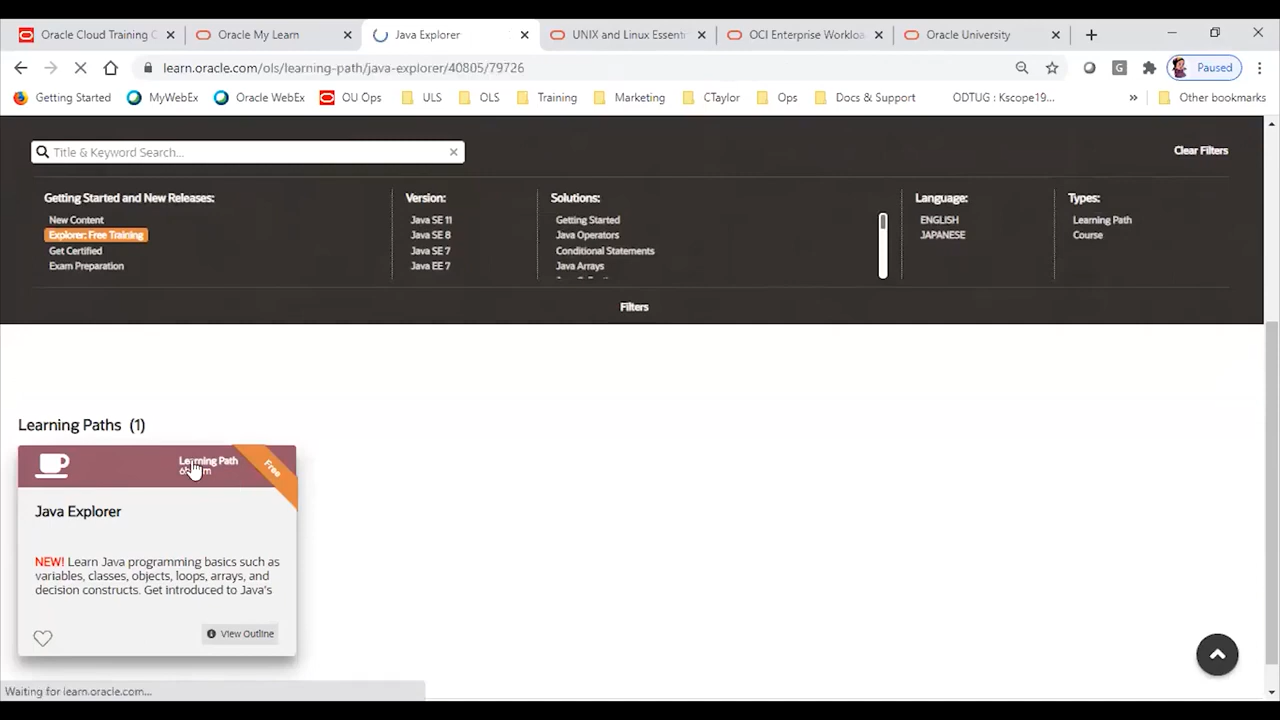 Oracle Cloud Training C
Oracle My Learn
Java Explorer
UNIX and Linux Essenti
OCI Enterprise Workloa
Oracle University
learn.oracle.com/ols/learning-path/java-explorer/40805/79726
G
Paused
Getting Started
MyWebEx
Oracle WebEx
OU Ops
ULS
OLS
Training
Marketing
CTaylor
Ops
Docs & Support
ODTUG : Kscope19...
»
Other bookmarks
Title & Keyword Search...
Clear Filters
Getting Started and New Releases:
New Content
Explorer: Free Training
Get Certified
Exam Preparation
Version:
Java SE 11
Java SE 8
Java SE 7
Java EE 7
Solutions:
Getting Started
Java Operators
Conditional Statements
Java Arrays
Language:
ENGLISH
JAPANESE
Types:
Learning Path
Course
Filters
Learning Paths (1)
Learning Path
Free
Java Explorer
NEW! Learn Java programming basics such as
variables, classes, objects, loops, arrays, and
decision constructs. Get introduced to Java's
View Outline
Waiting for learn.oracle.com...